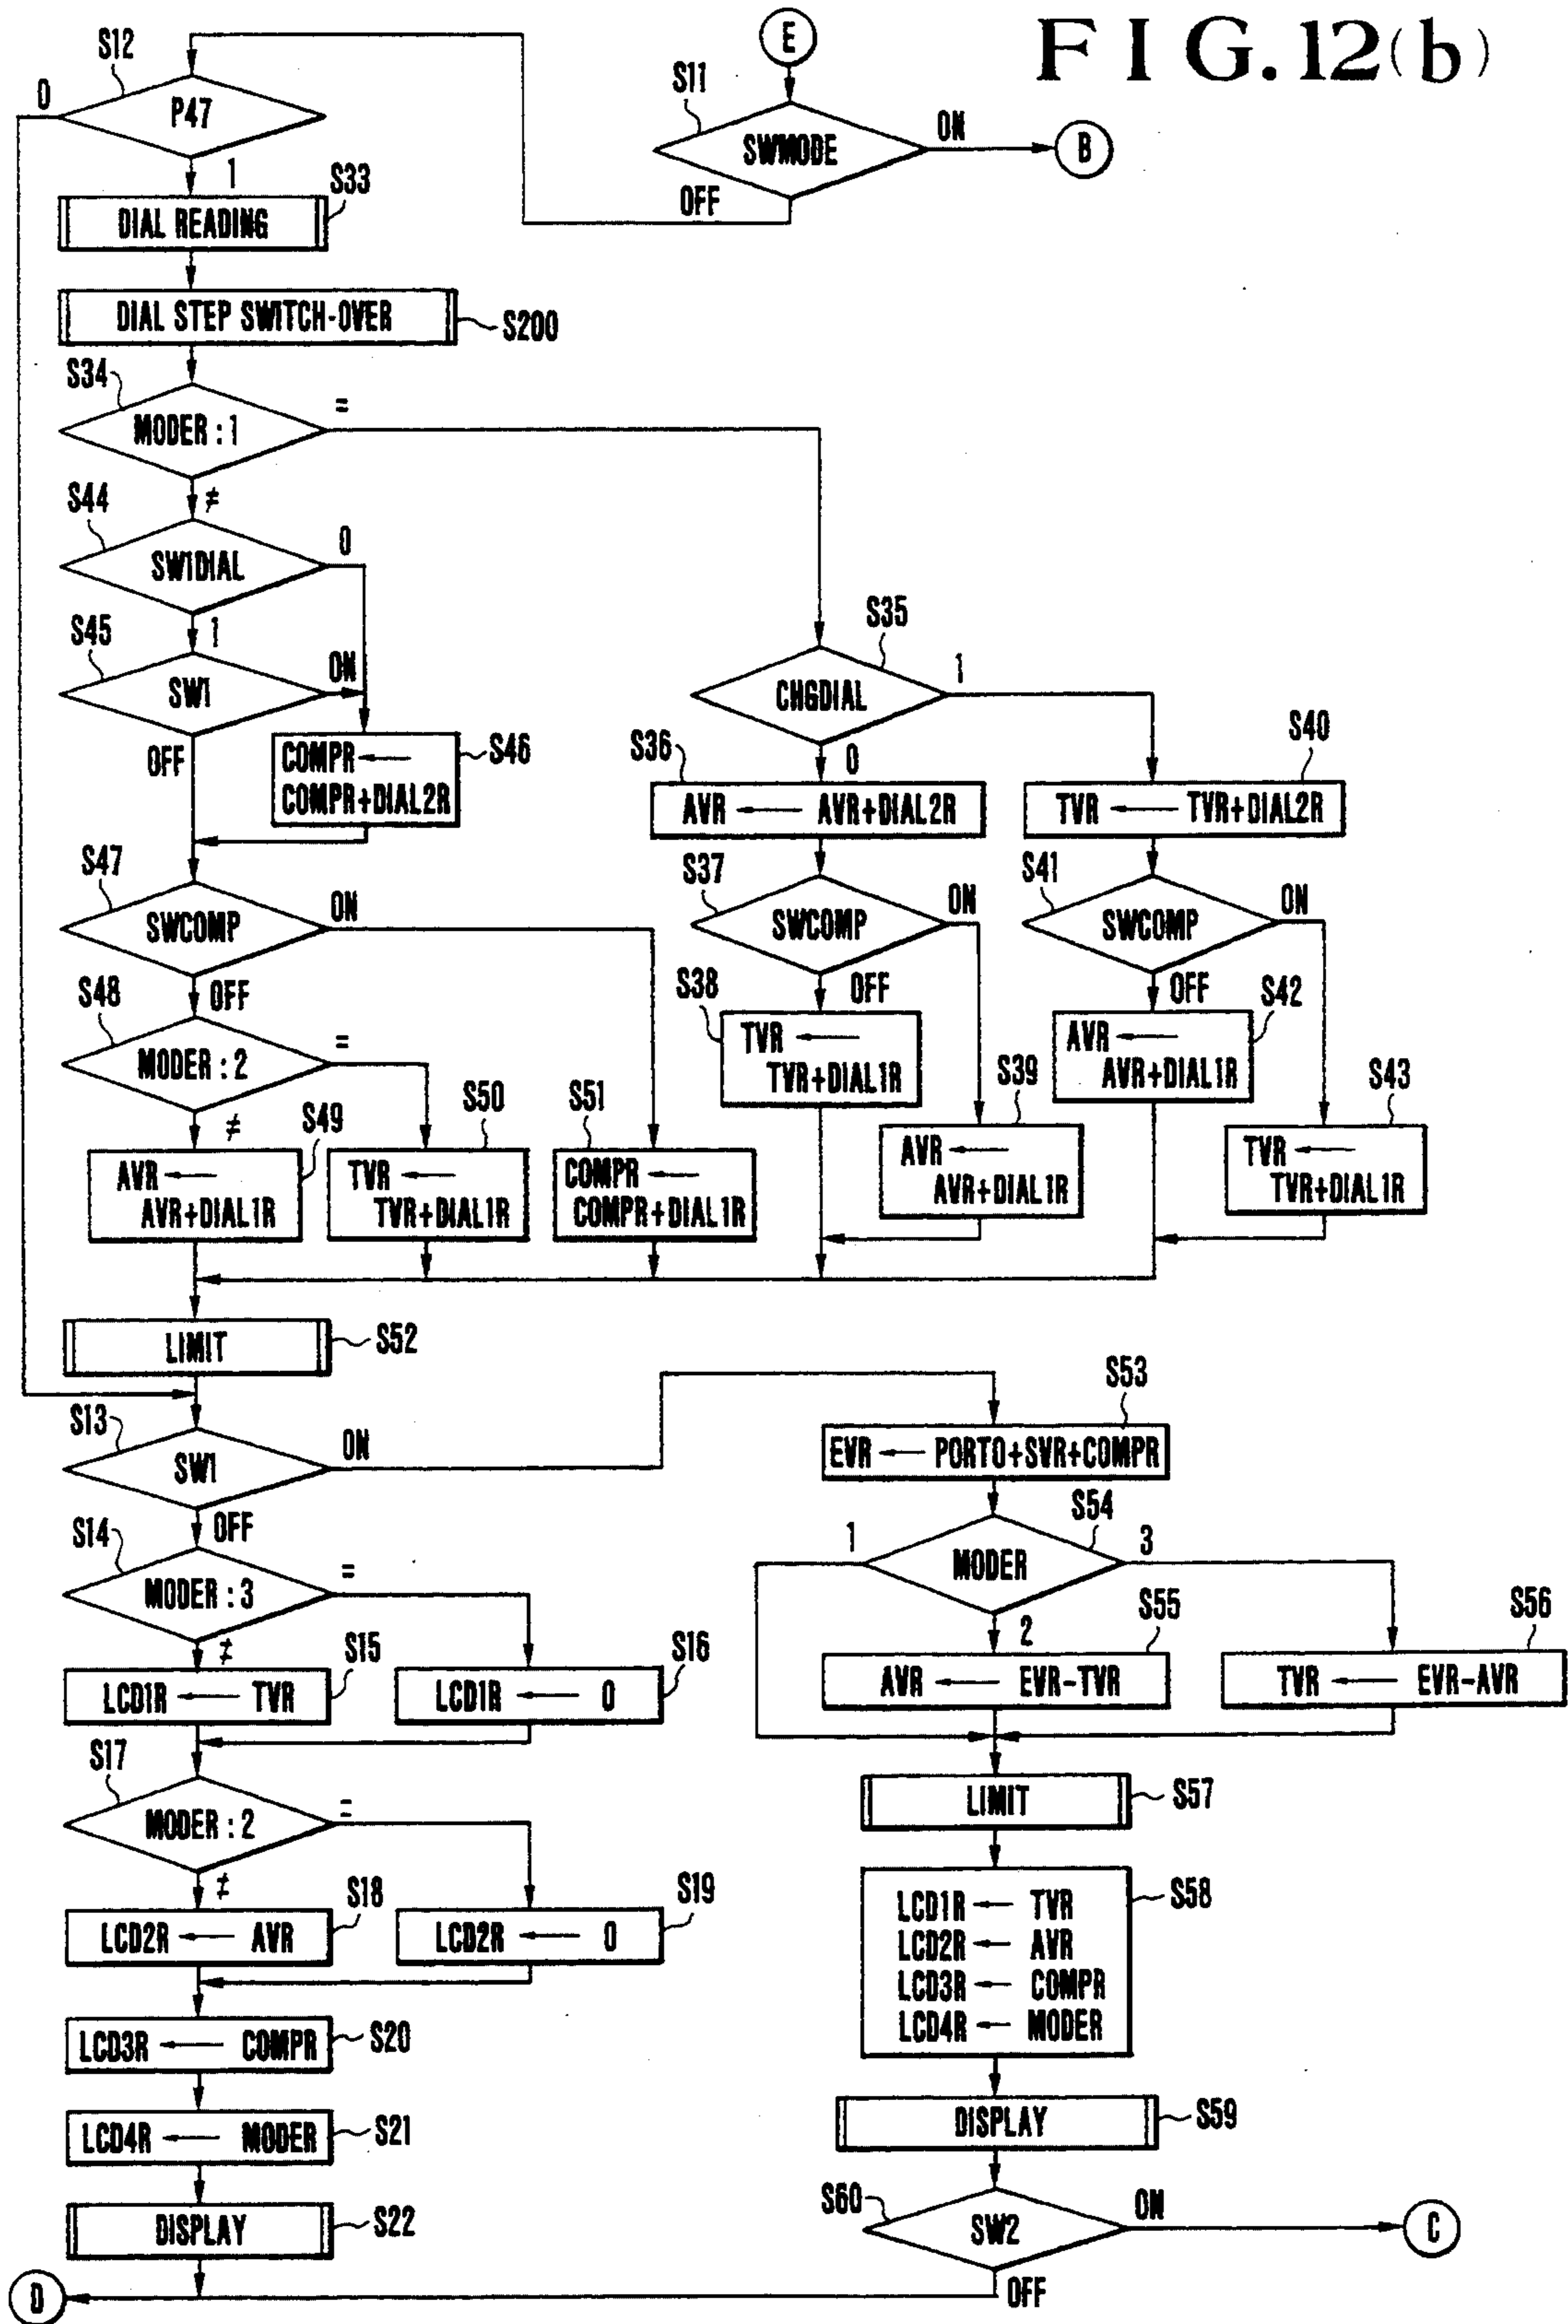 FIG. 12(b)
E
S11
SWMODE
ON
B
OFF
S12
0
P47
1
S33
DIAL READING
DIAL STEP SWITCH-OVER
S200
S34
MODER : 1
=
≠
S44
SW1DIAL
0
1
S45
SW1
ON
OFF
COMPR ←
COMPR+DIAL2R
S46
S35
CHGDIAL
1
0
S36
AVR ← AVR+DIAL2R
S40
TVR ← TVR+DIAL2R
S47
SWCOMP
ON
OFF
S37
SWCOMP
ON
OFF
S41
SWCOMP
ON
OFF
S48
MODER : 2
=
≠
S38
TVR ←
TVR+DIAL1R
S42
AVR ←
AVR+DIAL1R
S49
AVR ←
AVR+DIAL1R
S50
TVR ←
TVR+DIAL1R
S51
COMPR ←
COMPR+DIAL1R
S39
AVR ←
AVR+DIAL1R
S43
TVR ←
TVR+DIAL1R
LIMIT
S52
S13
SW1
ON
OFF
S53
EVR ← PORT0+SVR+COMPR
S14
MODER : 3
=
≠
S54
1
MODER
3
2
S15
LCD1R ← TVR
S16
LCD1R ← 0
S55
AVR ← EVR-TVR
S56
TVR ← EVR-AVR
S17
MODER : 2
=
≠
LIMIT
S57
S18
LCD2R ← AVR
S19
LCD2R ← 0
S58
LCD1R ← TVR
LCD2R ← AVR
LCD3R ← COMPR
LCD4R ← MODER
LCD3R ← COMPR
S20
LCD4R ← MODER
S21
DISPLAY
S59
DISPLAY
S22
S60
SW2
ON
C
OFF
D